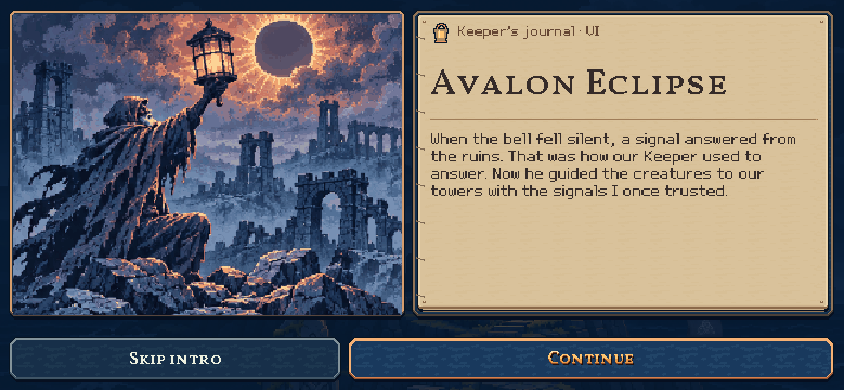 Keeper's journal · VI
Avalon Eclipse
When the bell fell silent, a signal answered from
the ruins. That was how our Keeper used to
answer. Now he guided the creatures to our
towers with the signals I once trusted.
Skip intro
Continue